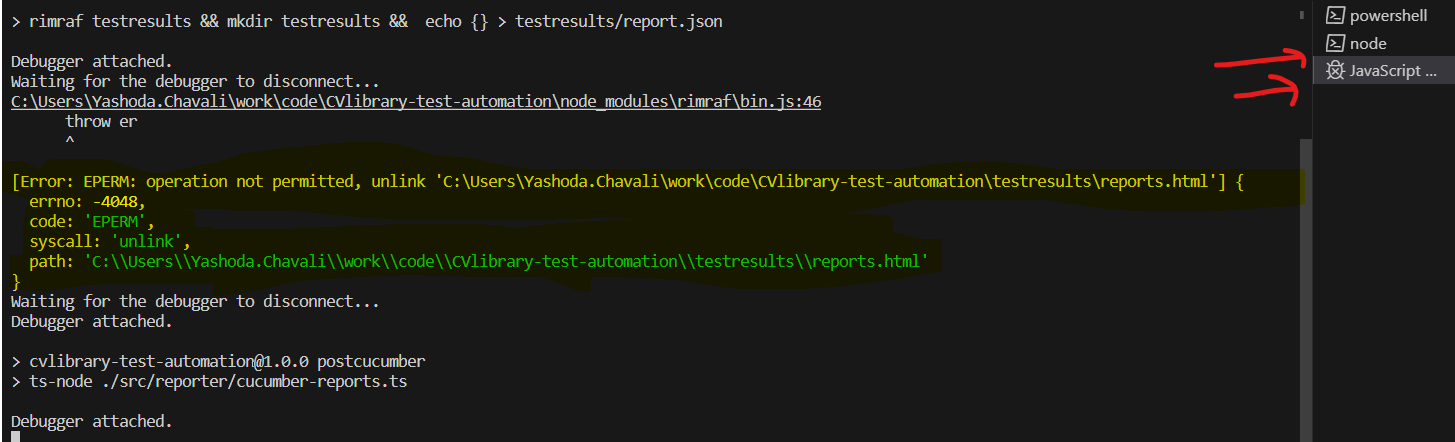 > rimraf testresults && mkdir testresults &&  echo {} > testresults/report.json
Debugger attached.
Waiting for the debugger to disconnect...
C:\Users\Yashoda.Chavali\work\code\CVlibrary-test-automation\node_modules\rimraf\bin.js:46
      throw er
      ^
[Error: EPERM: operation not permitted, unlink 'C:\Users\Yashoda.Chavali\work\code\CVlibrary-test-automation\testresults\reports.html'] {
  errno: -4048,
  code: 'EPERM',
  syscall: 'unlink',
  path: 'C:\\Users\\Yashoda.Chavali\\work\\code\\CVlibrary-test-automation\\testresults\\reports.html'
}
Waiting for the debugger to disconnect...
Debugger attached.
> cvlibrary-test-automation@1.0.0 postcucumber
> ts-node ./src/reporter/cucumber-reports.ts
Debugger attached.
powershell
node
JavaScript ...